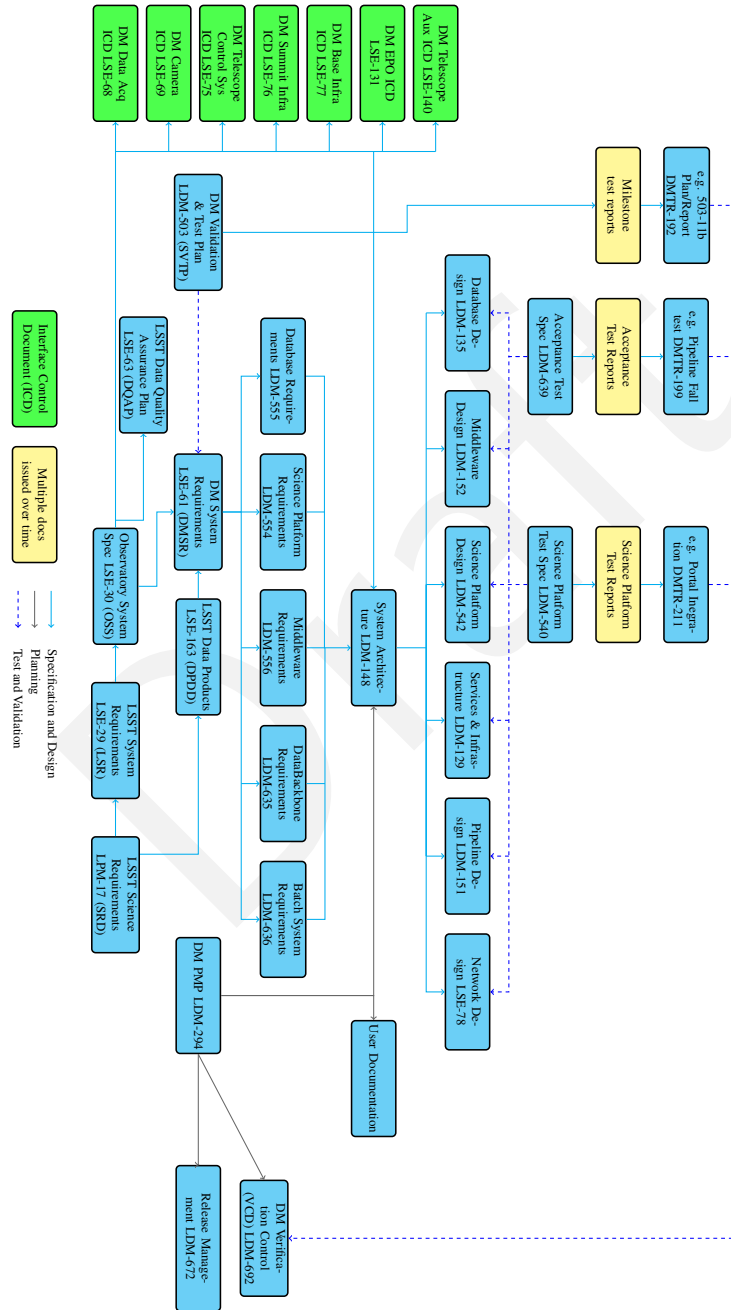 e.g. 503-11b
Plan/Report
DMTR-192
e.g. Pipeline Fall
test DMTR-199
e.g. Portal Integra-
tion DMTR-211
Milestone
test reports
Acceptance
Test Reports
Science Platform
Test Reports
Acceptance Test
Spec LDM-639
Science Platform
Test Spec LDM-540
Database De-
sign LDM-135
Middleware
Design LDM-152
Science Platform
Design LDM-542
Services & Infras-
tructure LDM-129
Pipeline De-
sign LDM-151
Network De-
sign LSE-78
DM Telescope
Aux ICD LSE-140
DM EPO ICD
LSE-131
System Architec-
ture LDM-148
User Documentation
DM Base Infra
ICD LSE-77
DM Summit Infra
ICD LSE-76
Database Require-
ments LDM-555
Science Platform
Requirements
LDM-554
Middleware
Requirements
LDM-556
DataBackbone
Requirements
LDM-635
Batch System
Requirements
LDM-636
DM Verifica-
tion Control
(VCD) LDM-692
DM Telescope
Control Sys
ICD LSE-75
DM Validation
& Test Plan
LDM-503 (SVTP)
DM System
Requirements
LSE-61 (DMSR)
LSST Data Products
LSE-163 (DPDD)
DM PMP LDM-294
Release Manage-
ment LDM-672
DM Camera
ICD LSE-69
LSST Data Quality
Assurance Plan
LSE-63 (DQAP)
DM Data Acq
ICD LSE-68
Observatory System
Spec LSE-30 (OSS)
LSST System
Requirements
LSE-29 (LSR)
LSST Science
Requirements
LPM-17 (SRD)
Interface Control
Document (ICD)
Multiple docs
issued over time
Specification and Design
Planning
Test and Validation
Draft